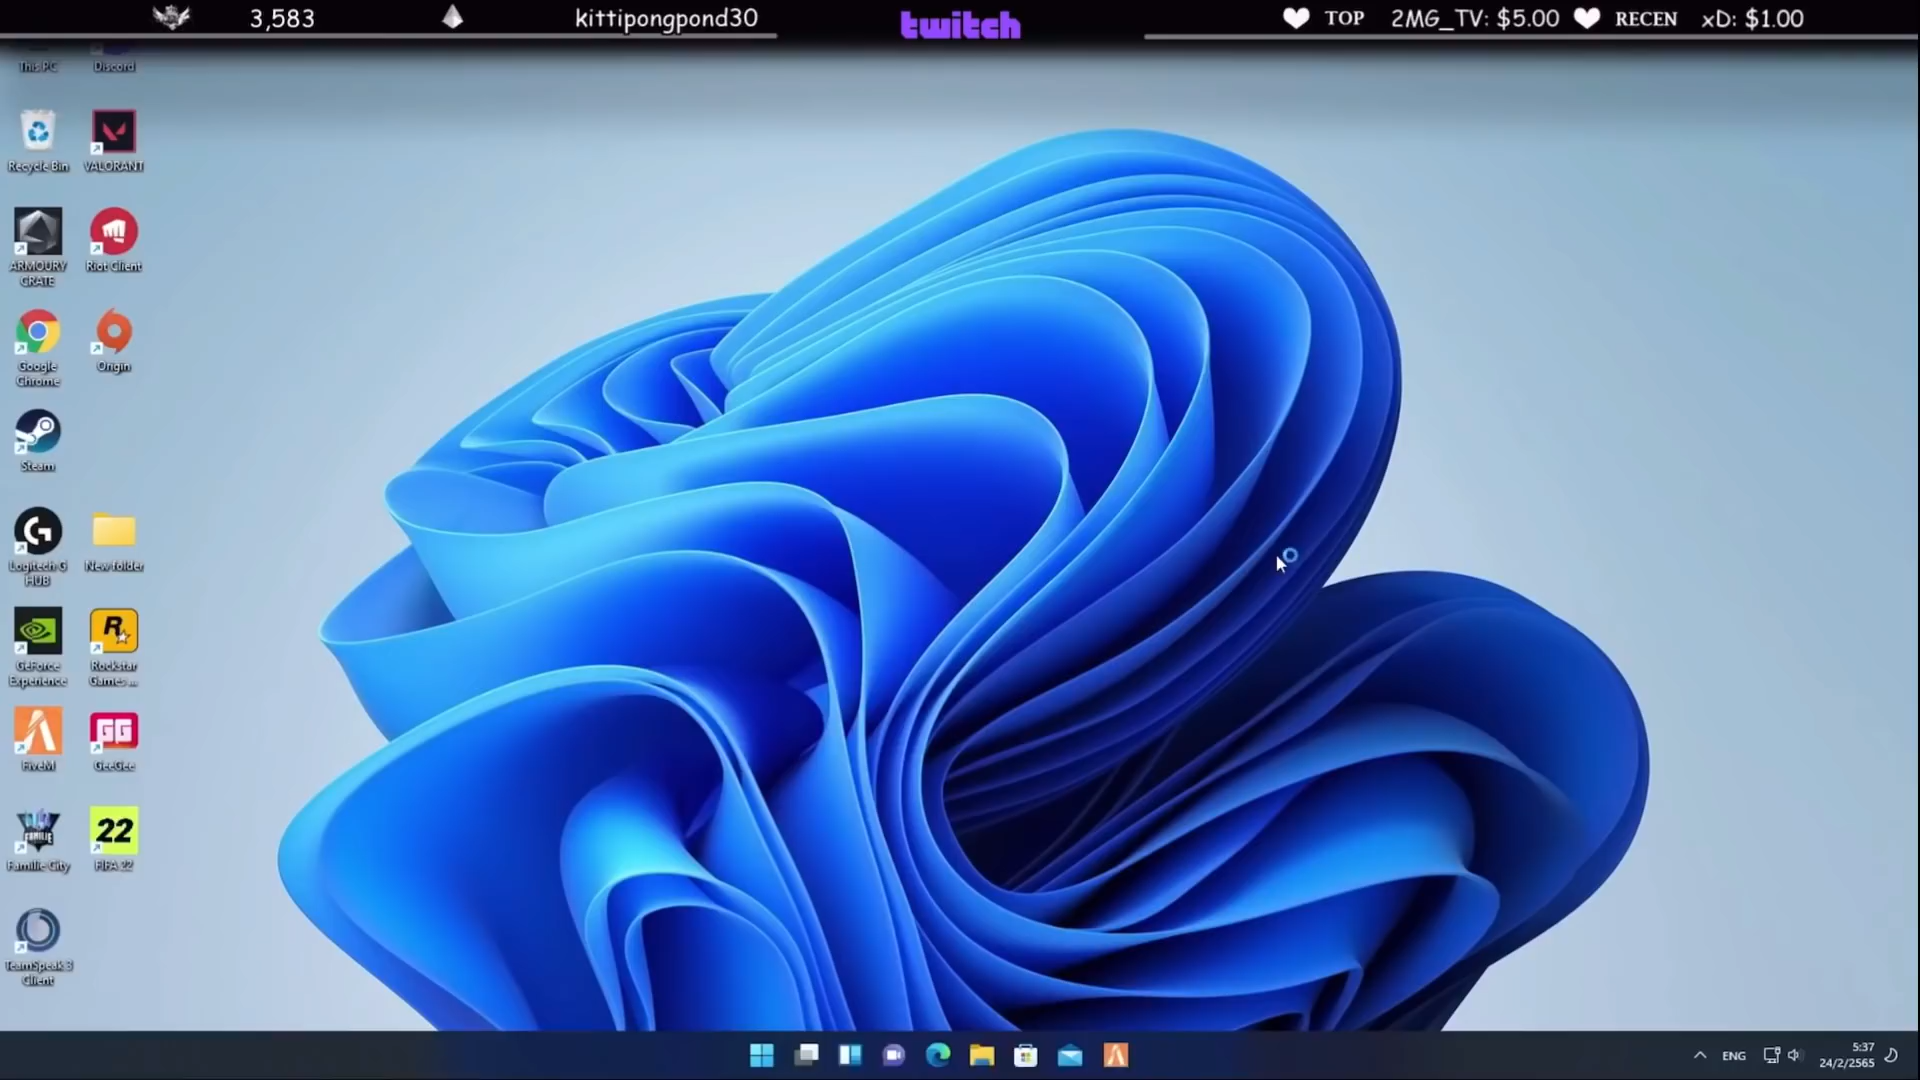 3,583
kittipongpond30
twitch
TOP 2MG_TV: $5.00
RECEN xD: $1.00
This PC
Discord
Recycle Bin
VALORANT
ARMOURY
CRATE
Riot Client
Google
Chrome
Origin
Steam
Logitech G
HUB
New folder
GeForce
Experience
Rockstar
Games ...
FiveM
GG
GeeGee
FAMILIE
Familie City
22
FIFA 22
TeamSpeak 3
Client
ENG
5:37
24/2/2565